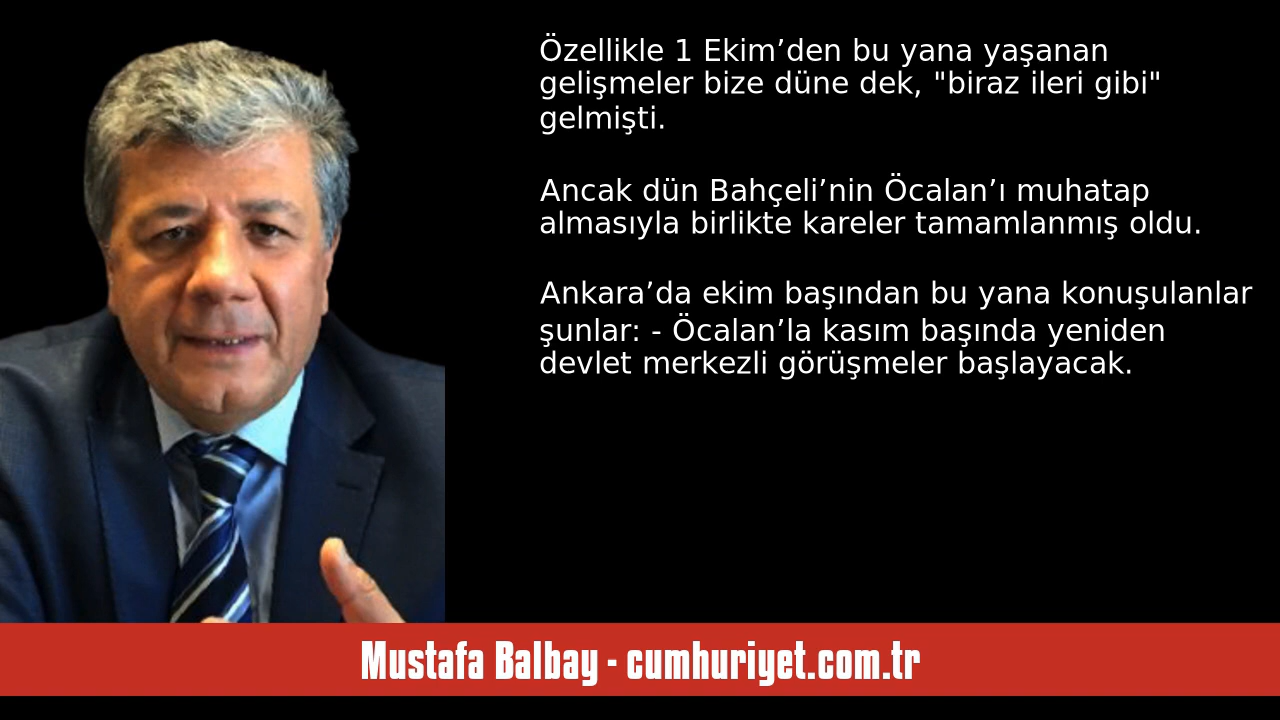 Özellikle 1 Ekim’den bu yana yaşanan
gelişmeler bize düne dek, "biraz ileri gibi"
gelmişti.
Ancak dün Bahçeli’nin Öcalan’ı muhatap
almasıyla birlikte kareler tamamlanmış oldu.
Ankara’da ekim başından bu yana konuşulanlar
şunlar: - Öcalan’la kasım başında yeniden
devlet merkezli görüşmeler başlayacak.
Mustafa Balbay - cumhuriyet.com.tr